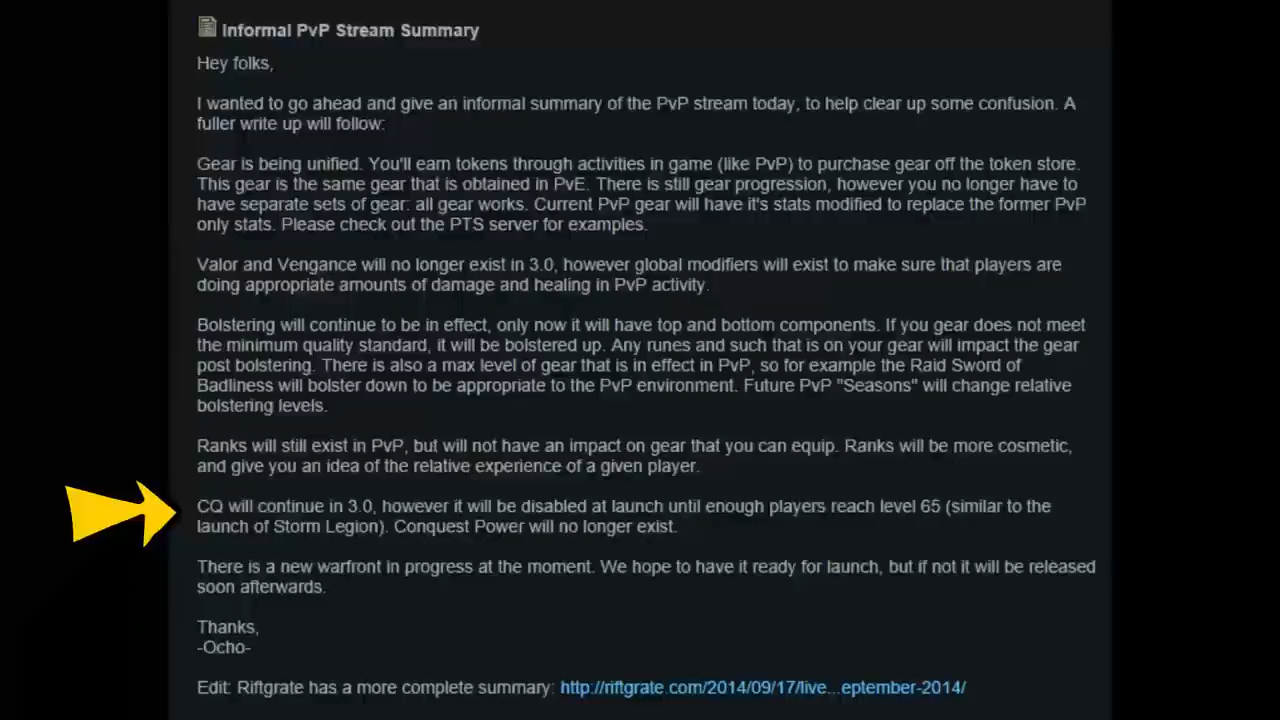 Informal PvP Stream Summary
Hey folks,
I wanted to go ahead and give an informal summary of the PvP stream today, to help clear up some confusion. A
fuller write up will follow:
Gear is being unified. You'll earn tokens through activities in game (like PvP) to purchase gear off the token store.
This gear is the same gear that is obtained in PvE. There is still gear progression, however you no longer have to
have separate sets of gear: all gear works. Current PvP gear will have it's stats modified to replace the former PvP
only stats. Please check out the PTS server for examples.
Valor and Vengance will no longer exist in 3.0, however global modifiers will exist to make sure that players are
doing appropriate amounts of damage and healing in PvP activity.
Bolstering will continue to be in effect, only now it will have top and bottom components. If you gear does not meet
the minimum quality standard, it will be bolstered up. Any runes and such that is on your gear will impact the gear
post bolstering. There is also a max level of gear that is in effect in PvP, so for example the Raid Sword of
Badliness will bolster down to be appropriate to the PvP environment. Future PvP "Seasons" will change relative
bolstering levels.
Ranks will still exist in PvP, but will not have an impact on gear that you can equip. Ranks will be more cosmetic,
and give you an idea of the relative experience of a given player.
CQ will continue in 3.0, however it will be disabled at launch until enough players reach level 65 (similar to the
launch of Storm Legion). Conquest Power will no longer exist.
There is a new warfront in progress at the moment. We hope to have it ready for launch, but if not it will be released
soon afterwards.
Thanks,
-Ocho-
Edit: Riftgrate has a more complete summary: http://riftgrate.com/2014/09/17/live...eptember-2014/